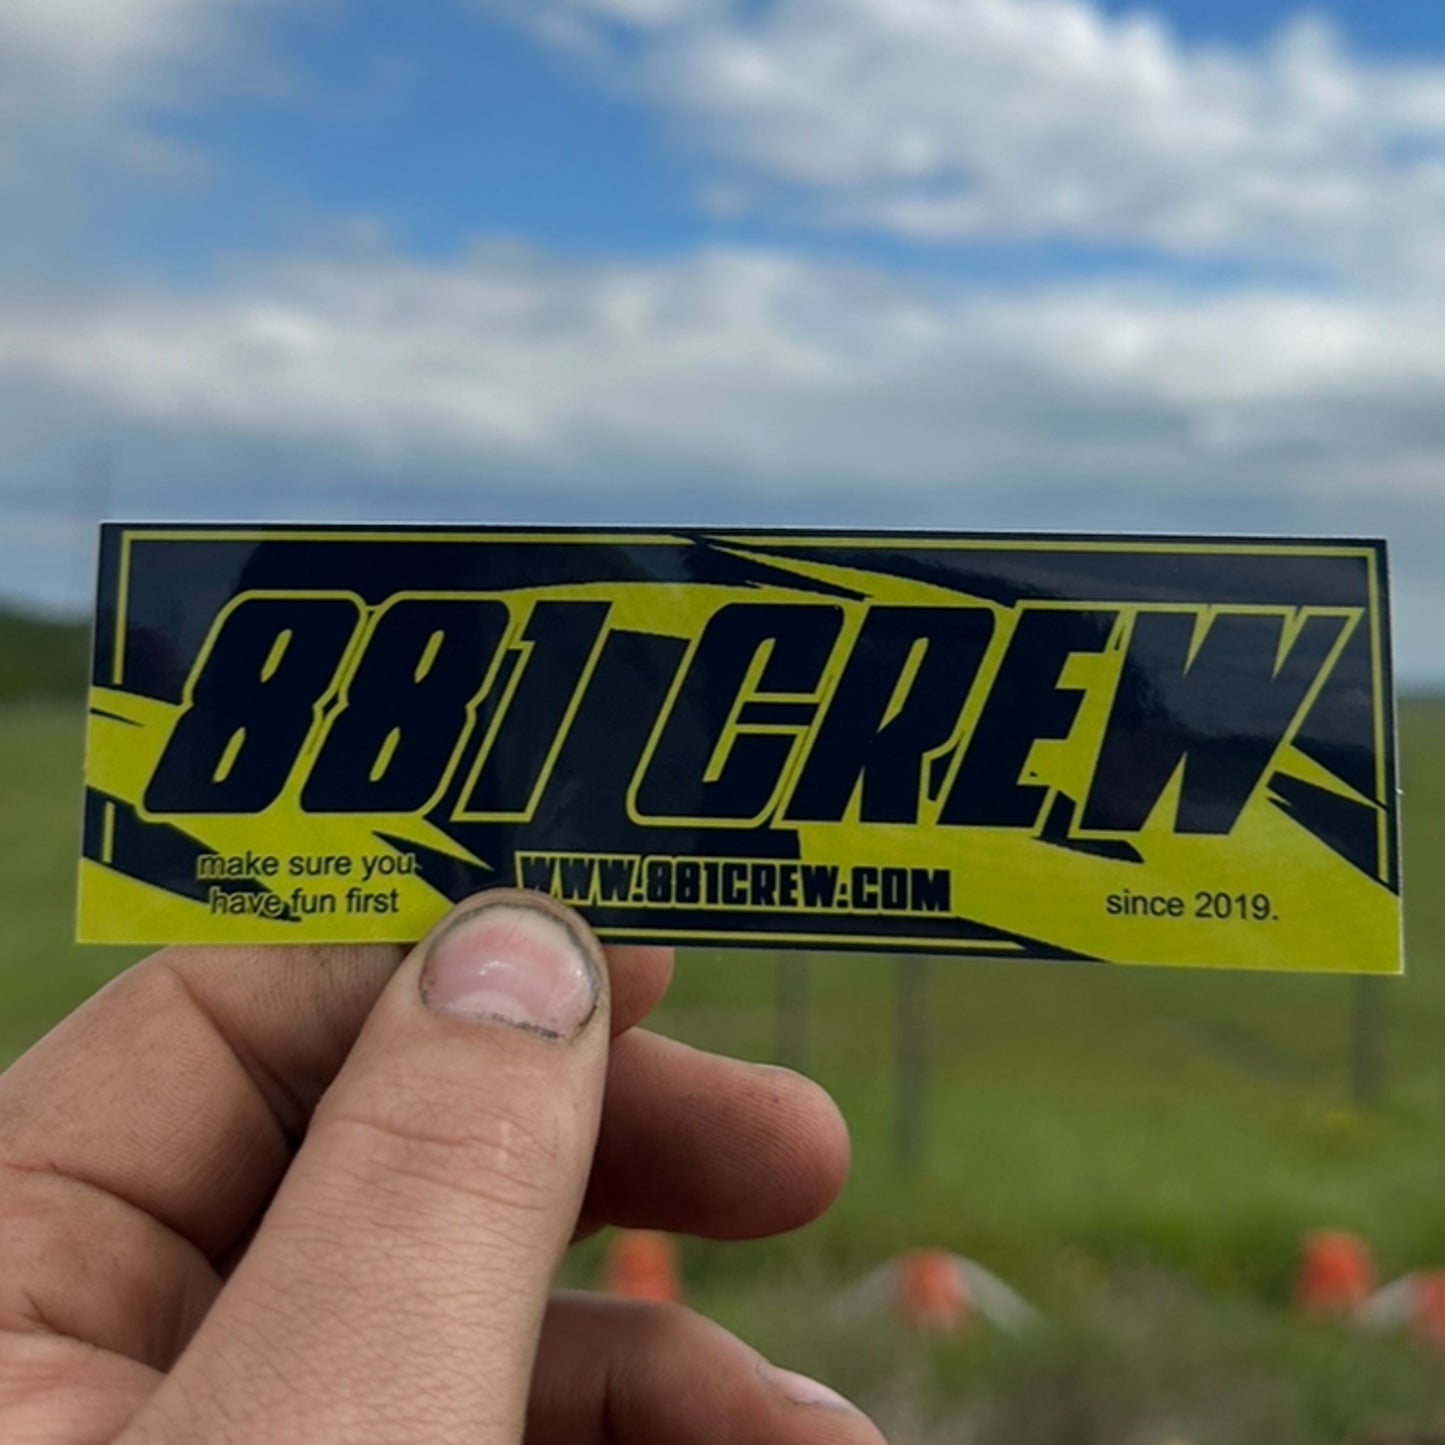 881 CREW
make sure you
have fun first
WWW.881CREW.COM
since 2019.